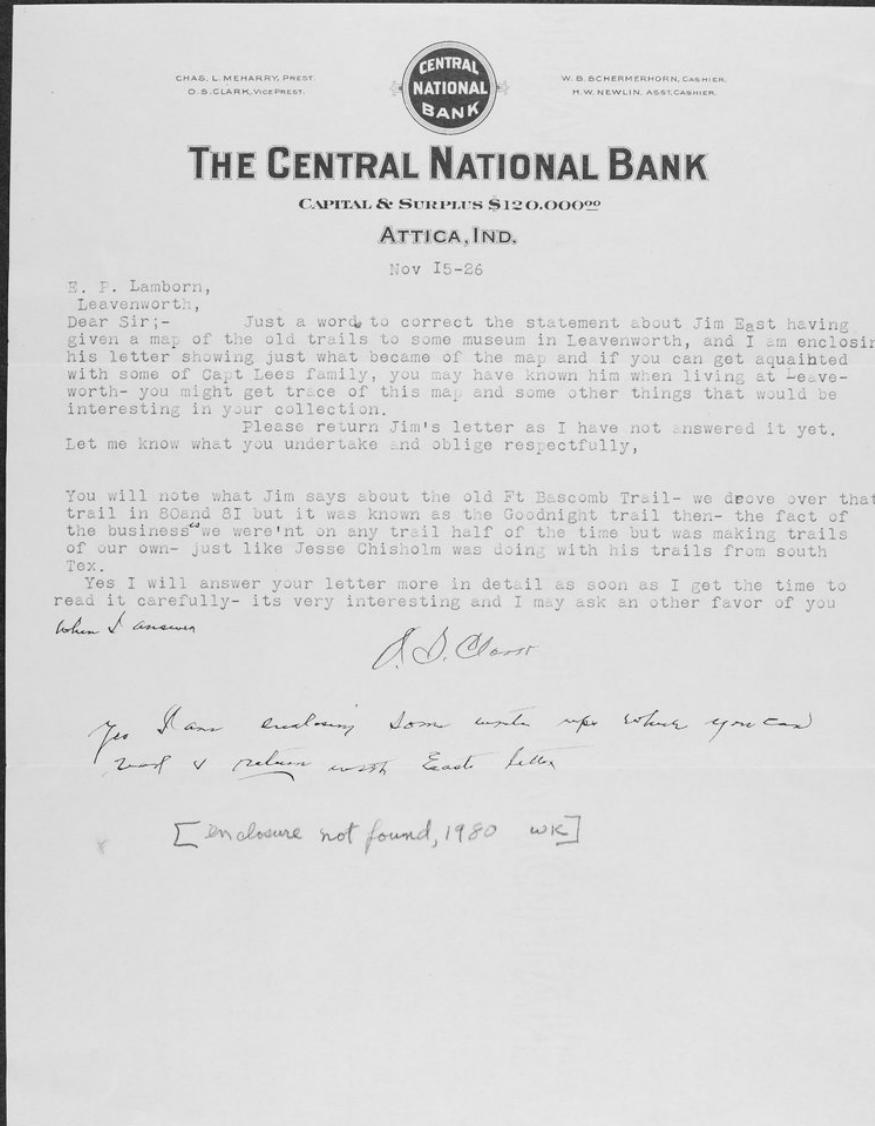 CHAS. L. MEHARRY, PREST.
O. S. CLARK, VICE PREST.
CENTRAL
NATIONAL
BANK
W. B. SCHERMERHORN, CASHIER.
H. W. NEWLIN, ASST. CASHIER.
THE CENTRAL NATIONAL BANK
CAPITAL & SURPLUS $120.000.00
ATTICA, IND.
Nov I5-26
E. P. Lamborn,
Leavenworth,
Dear Sir;- Just a word to correct the statement about Jim East having
given a map of the old trails to some museum in Leavenworth, and I am enclosin
his letter showing just what became of the map and if you can get aquainted
with some of Capt Lees family, you may have known him when living at Leave-
worth- you might get trace of this map and some other things that would be
interesting in your collection.
Please return Jim's letter as I have not answered it yet.
Let me know what you undertake and oblige respectfully,
You will note what Jim says about the old Ft Bascomb Trail- we drove over that
trail in 80and 8I but it was known as the Goodnight trail then- the fact of
the business we were'nt on any trail half of the time but was making trails
of our own- just like Jesse Chisholm was doing with his trails from south
Tex.
Yes I will answer your letter more in detail as soon as I get the time to
read it carefully- its very interesting and I may ask an other favor of you
when I answer
O. S. Clark
Yes I am enclosing some write ups which you can
read & return with Easts letter
[enclosure not found, 1980 WK]